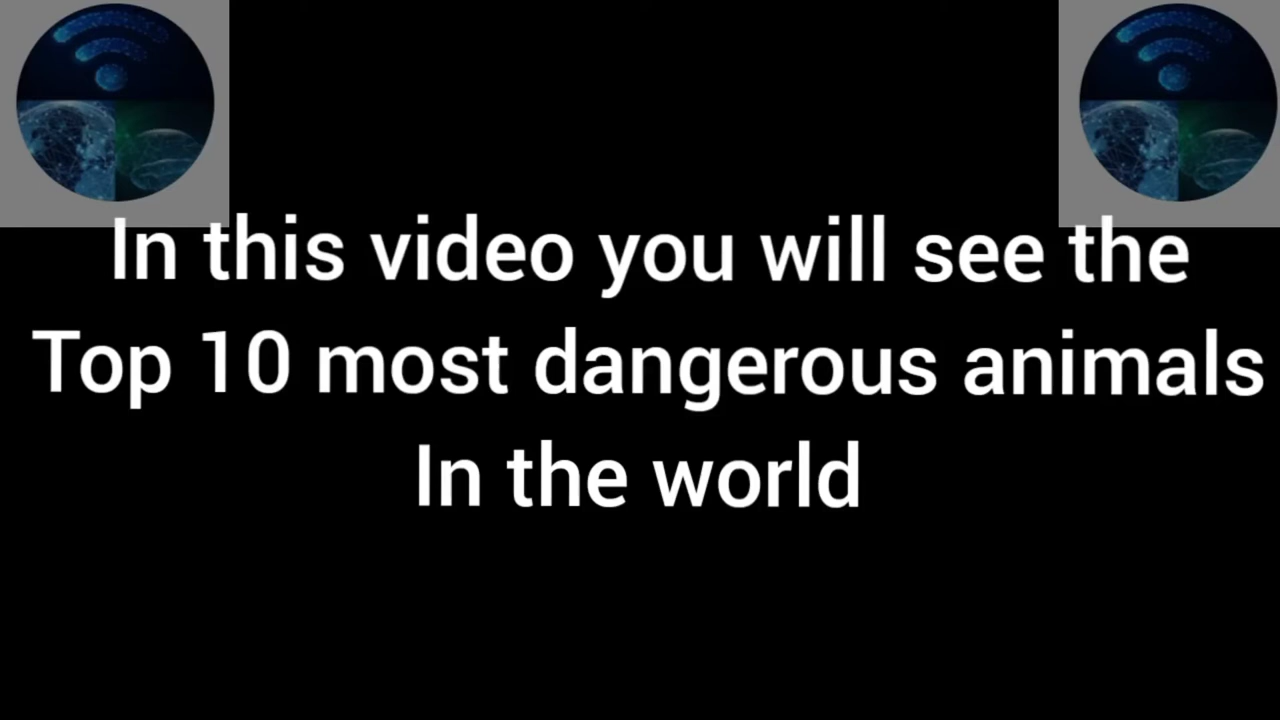 In this video you will see the
Top 10 most dangerous animals
In the world